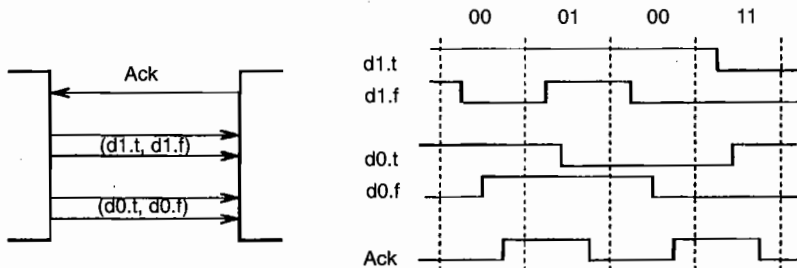 Ack
(d1.t, d1.f)
(d0.t, d0.f)
00 01 00 11
d1.t
d1.f
d0.t
d0.f
Ack